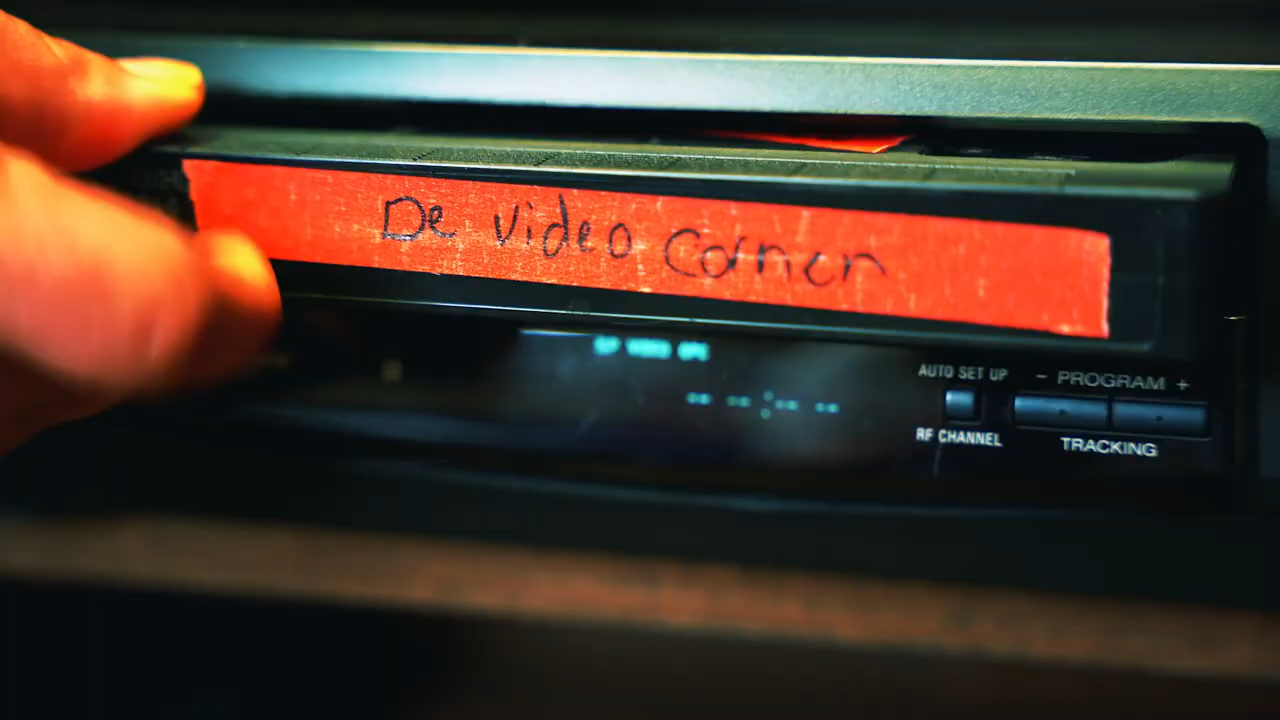 De Video Corner
AUTO SET UP
- PROGRAM +
RF CHANNEL
TRACKING